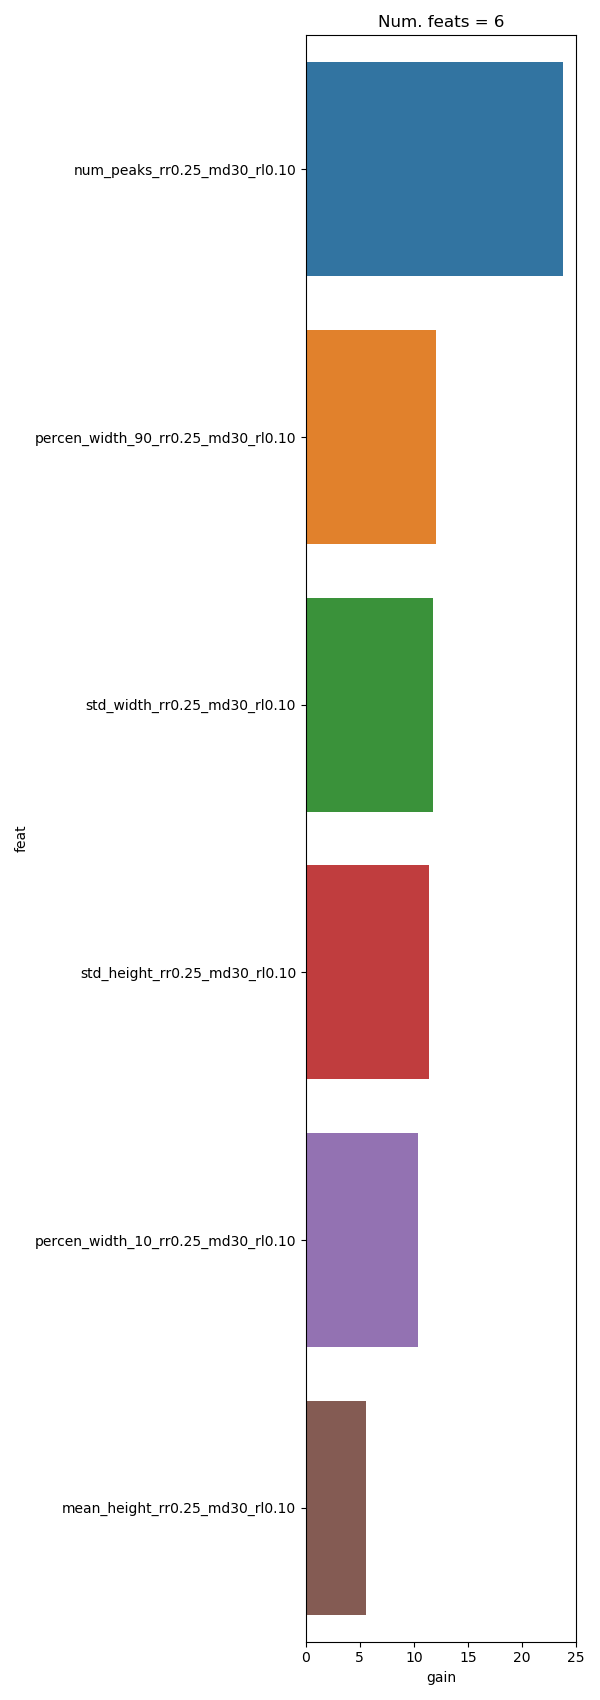 Num. feats = 6
num_peaks_rr0.25_md30_rl0.10
percen_width_90_rr0.25_md30_rl0.10
std_width_rr0.25_md30_rl0.10
feat
std_height_rr0.25_md30_rl0.10
percen_width_10_rr0.25_md30_rl0.10
mean_height_rr0.25_md30_rl0.10
0 5 10 15 20 25
gain